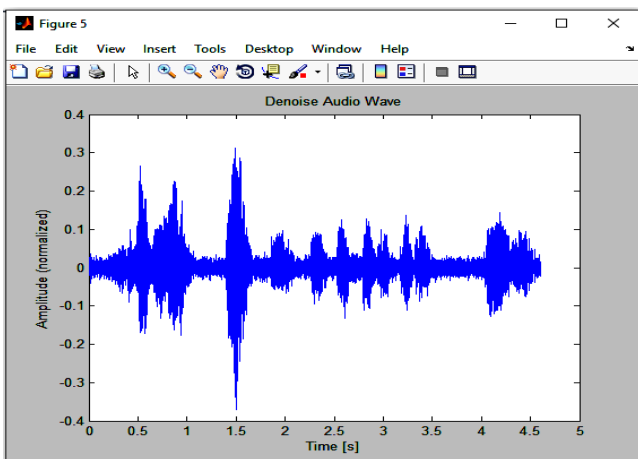 Figure 5
File Edit View Insert Tools Desktop Window Help
Denoise Audio Wave
Amplitude (normalized)
0.4
0.3
0.2
0.1
0
-0.1
-0.2
-0.3
-0.4
0 0.5 1 1.5 2 2.5 3 3.5 4 4.5 5
Time [s]